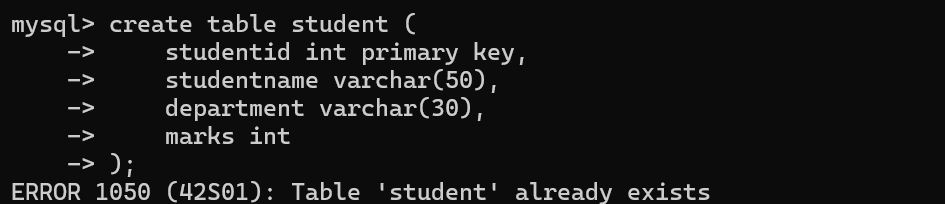 mysql> create table student (
    ->     studentid int primary key,
    ->     studentname varchar(50),
    ->     department varchar(30),
    ->     marks int
    -> );
ERROR 1050 (42S01): Table 'student' already exists